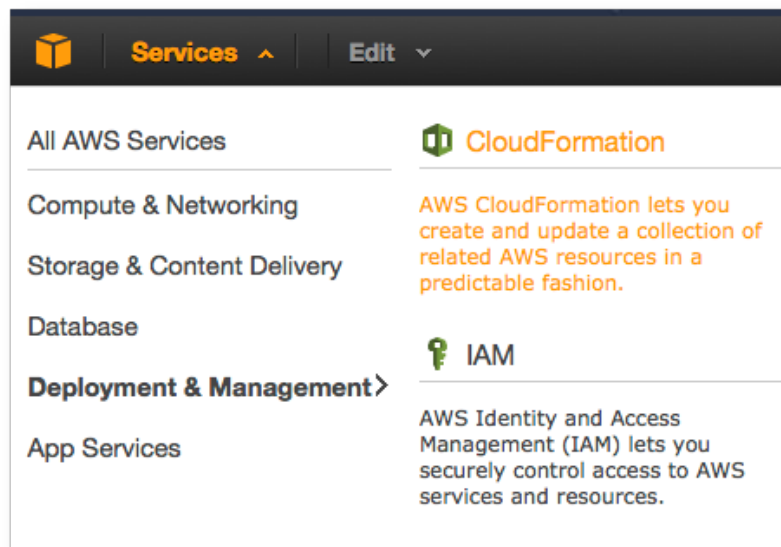 Services Edit
All AWS Services
Compute & Networking
Storage & Content Delivery
Database
Deployment & Management
App Services
CloudFormation
AWS CloudFormation lets you
create and update a collection of
related AWS resources in a
predictable fashion.
IAM
AWS Identity and Access
Management (IAM) lets you
securely control access to AWS
services and resources.